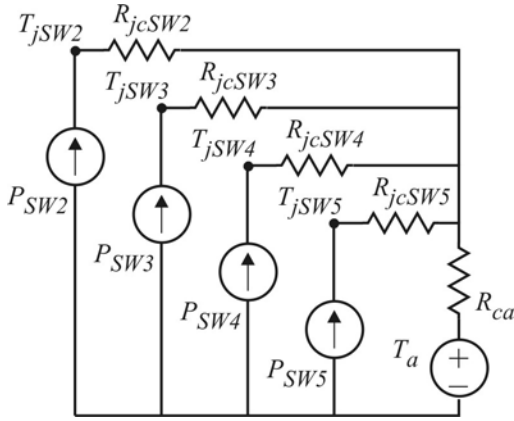 T_jSW2
R_jcSW2
T_jSW3
R_jcSW3
T_jSW4
R_jcSW4
T_jSW5
R_jcSW5
P_SW2
P_SW3
P_SW4
P_SW5
R_ca
T_a
+
−